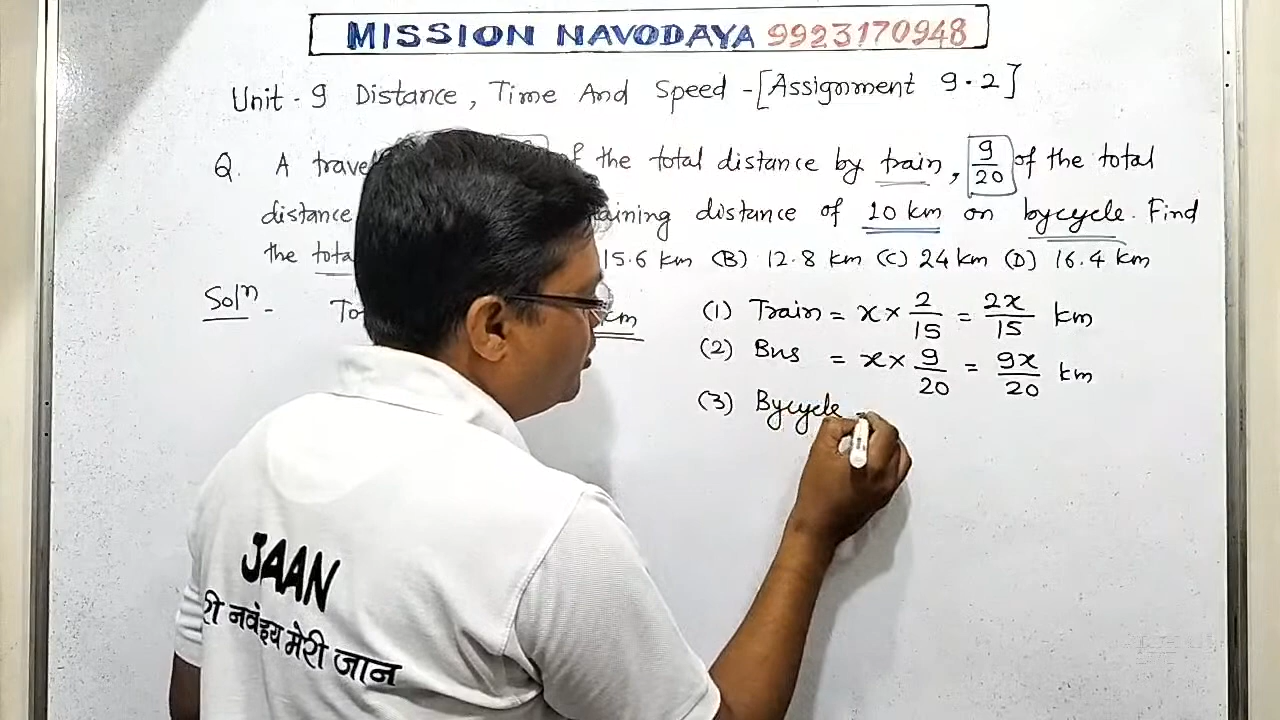 MISSION NAVODAYA 9923170948
Unit - 9 Distance, Time And Speed - [Assignment 9.2]
Q. A trave f the total distance by train, 9/20 of the total
distance aining distance of 10 km on bycycle. Find
the tota 15.6 km (B) 12.8 km (C) 24 km (D) 16.4 km
Solⁿ - To km
(1) Train = x × 2/15 = 2x/15 km
(2) Bus = x × 9/20 = 9x/20 km
(3) Bycycle
JAAN
री नवोदय मेरी जान